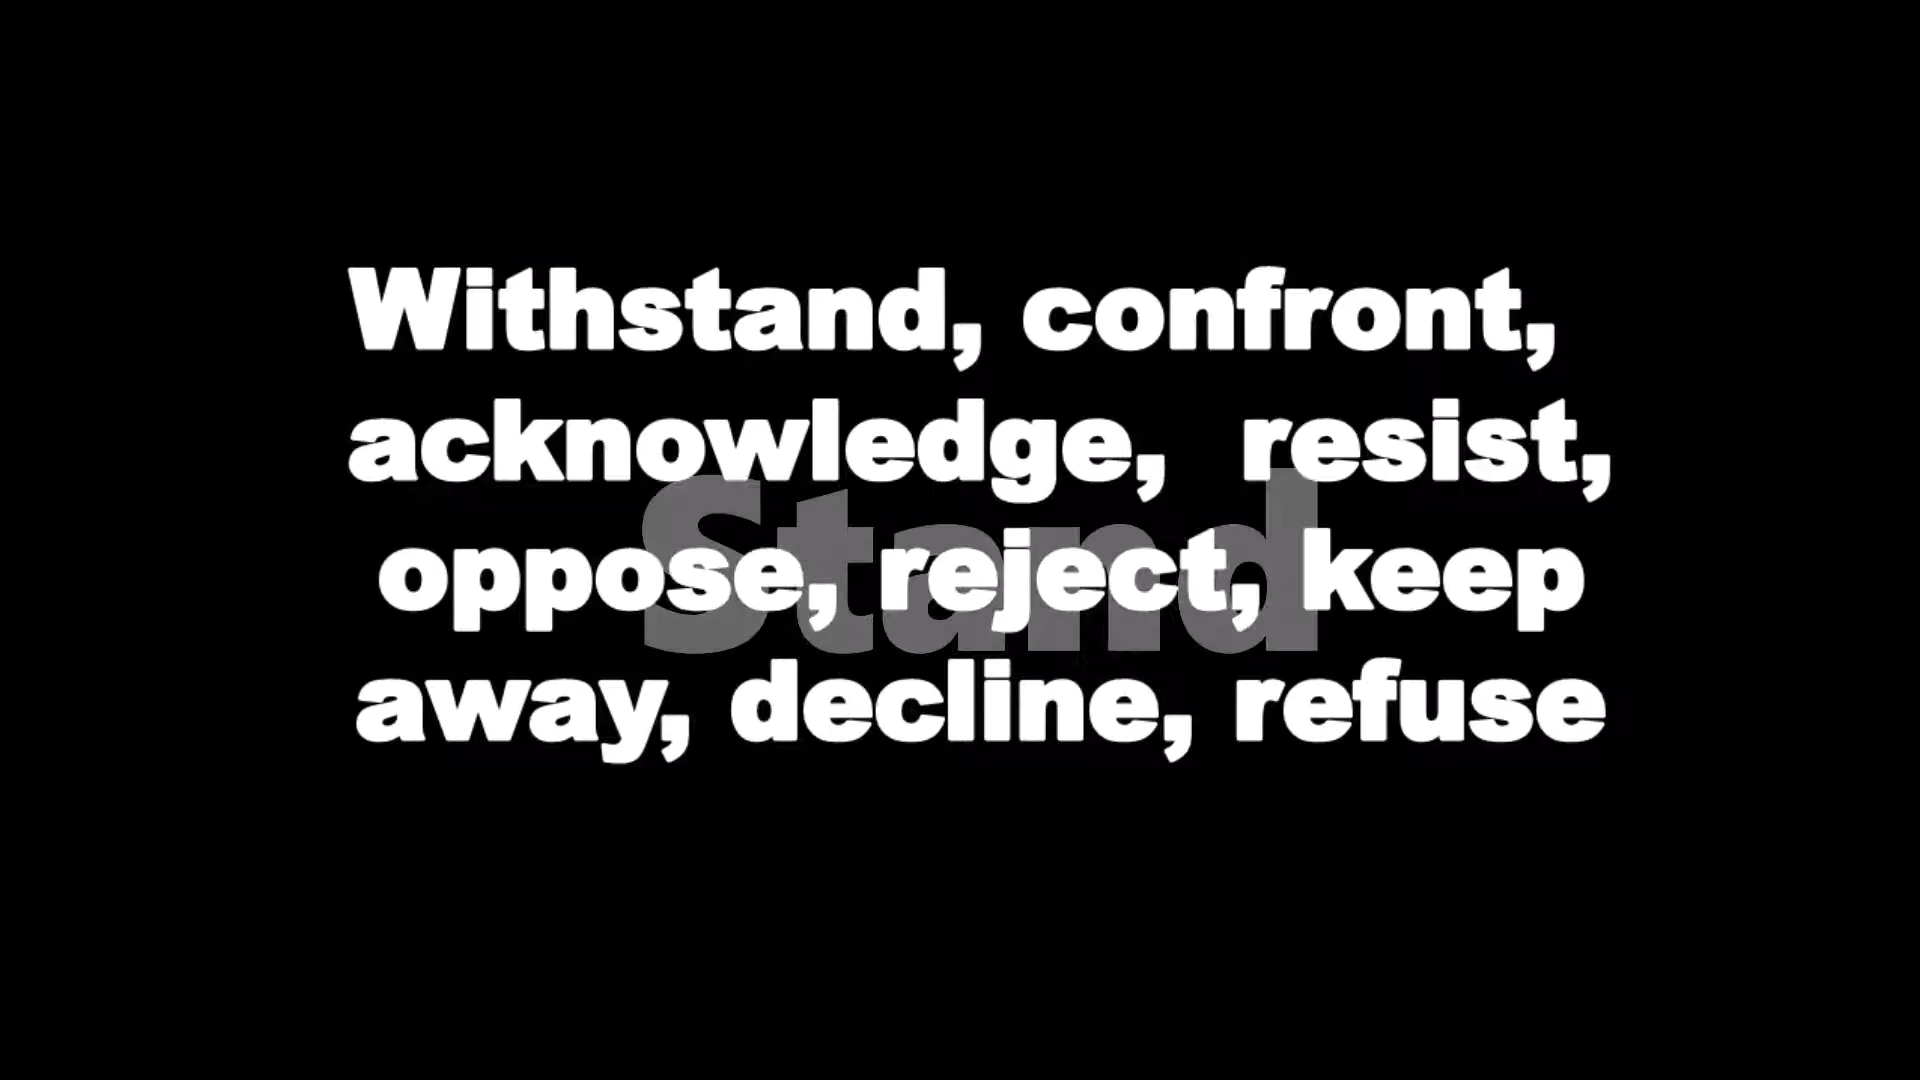 Withstand, confront,
acknowledge,  resist,
Stand
oppose, reject, keep
away, decline, refuse